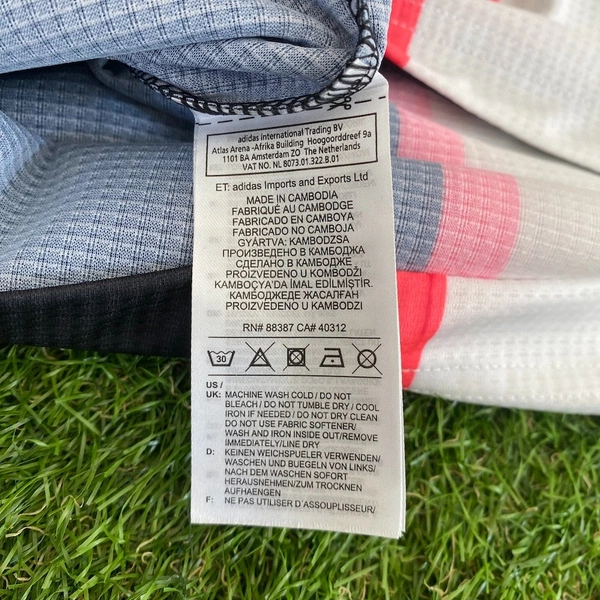 adidas International Trading BV
Atlas Arena -Afrika Building Hoogoorddreef 9a
1101 BA Amsterdam ZO The Netherlands
VAT NO. NL 8073.01.322.B.01
ET: adidas Imports and Exports Ltd
MADE IN CAMBODIA
FABRIQUÉ AU CAMBODGE
FABRICADO EN CAMBOYA
FABRICADO NO CAMBOJA
GYÁRTVA: KAMBODZSA
ПРОИЗВЕДЕНО В КАМБОДЖА
СДЕЛАНО В КАМБОДЖЕ
PROIZVEDENO U KOMBODŽI
KAMBOÇYA'DA İMAL EDİLMİŞTİR.
КАМБОДЖЕДЕ ЖАСАЛҒАН
PROIZVEDENO U KAMBODZI
RN# 88387 CA# 40312
30
US /
UK: MACHINE WASH COLD / DO NOT
BLEACH / DO NOT TUMBLE DRY / COOL
IRON IF NEEDED / DO NOT DRY CLEAN
DO NOT USE FABRIC SOFTENER/
WASH AND IRON INSIDE OUT/REMOVE
IMMEDIATELY/LINE DRY
D: KEINEN WEICHSPUELER VERWENDEN/
WASCHEN UND BUEGELN VON LINKS/
NACH DEM WASCHEN SOFORT
HERAUSNEHMEN/ZUM TROCKNEN
AUFHAENGEN
F: NE PAS UTILISER D'ASSOUPLISSEUR/